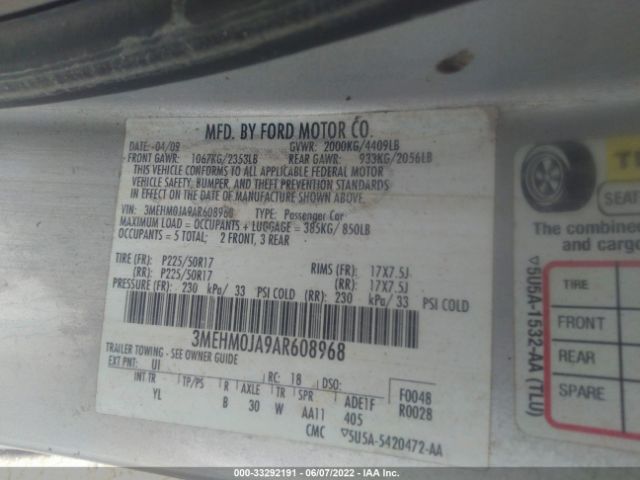 MFD. BY FORD MOTOR CO.
DATE: 04/09 GVWR: 2000KG/4409LB
FRONT GAWR: 1067KG/2353LB REAR GAWR: 933KG/2056LB
THIS VEHICLE CONFORMS TO ALL APPLICABLE FEDERAL MOTOR
VEHICLE SAFETY, BUMPER, AND THEFT PREVENTION STANDARDS
IN EFFECT ON THE DATE OF MANUFACTURE SHOWN ABOVE.
VIN: 3MEHM0JA9AR608968 TYPE: Passenger Car
MAXIMUM LOAD = OCCUPANTS + LUGGAGE = 385KG/ 850LB
OCCUPANTS = 5 TOTAL: 2 FRONT, 3 REAR
TIRE (FR): P225/50R17 RIMS (FR): 17X7.5J
(RR): P225/50R17 (RR): 17X7.5J
PRESSURE (FR): 230 kPa/ 33 PSI COLD (RR): 230 kPa/ 33 PSI COLD
3MEHM0JA9AR608968
TRAILER TOWING - SEE OWNER GUIDE
EXT PNT: UI RC: 18 DSO: F0048
INT TR TP/PS R AXLE TR SPR ADE1F R0028
YL B 30 W AA11 405
CMC ▽5U5A-5420472-AA
SEAT
The combined
and cargo
TIRE
FRONT
REAR
SPARE
▽5U5A-1532-AA (TLU)
000-33292191 - 06/07/2022 - IAA Inc.